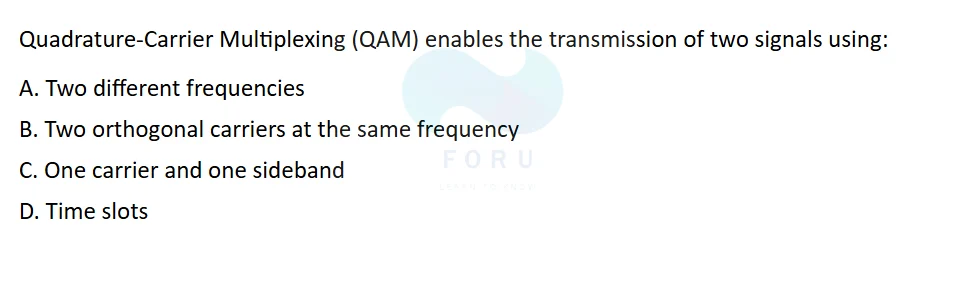 Quadrature-Carrier Multiplexing (QAM) enables the transmission of two signals using:
A. Two different frequencies
B. Two orthogonal carriers at the same frequency
FORU
C. One carrier and one sideband
D. Time slots